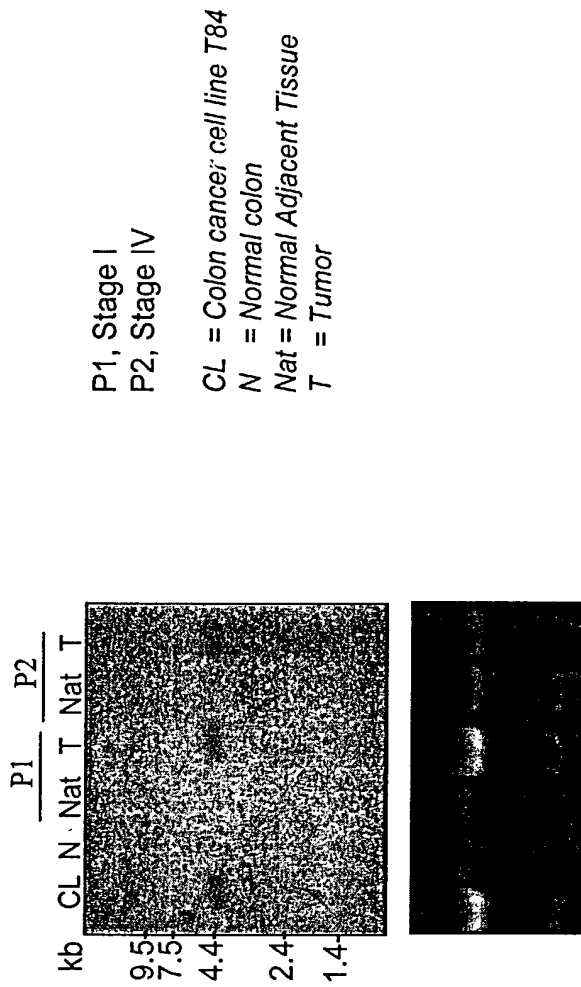 P1 P2
kb CL N Nat T Nat T
9.5-
7.5-
4.4-
2.4-
1.4-
P1, Stage I
P2, Stage IV
CL = Colon cancer cell line T84
N = Normal colon
Nat = Normal Adjacent Tissue
T = Tumor